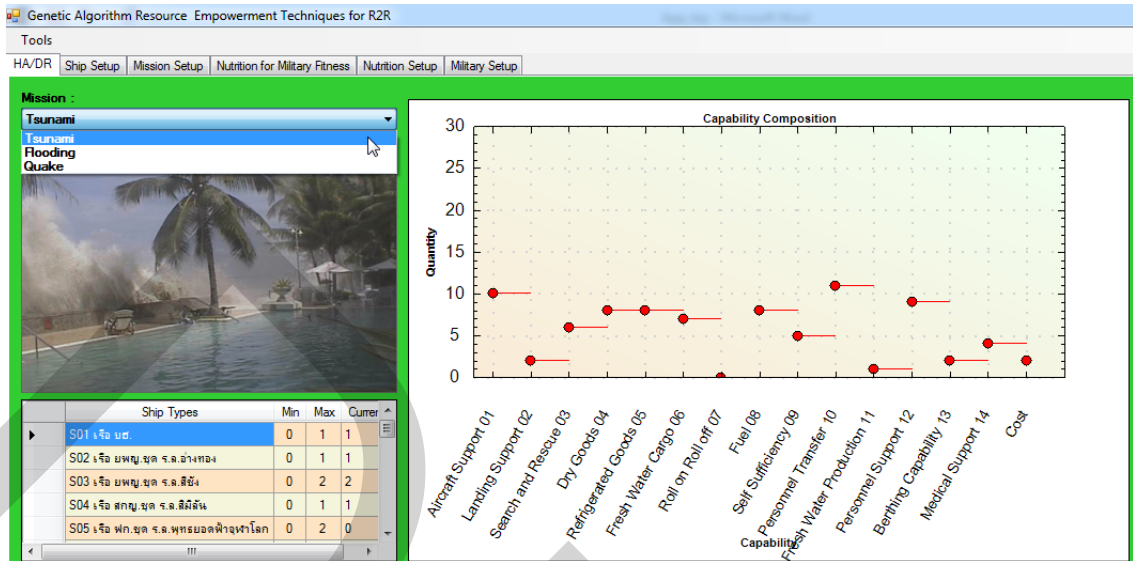 Genetic Algorithm Resource Empowerment Techniques for R2R
Tools
HA/DR Ship Setup Mission Setup Nutrition for Military Fitness Nutrition Setup Military Setup
Mission :
Tsunami
Tsunami
Flooding
Quake
Ship Types Min Max Curren
S01 เรือ บฮ. 0 1 1
S02 เรือ ยพญ.ชุด ร.ล.อ่างทอง 0 1 1
S03 เรือ ยพญ.ชุด ร.ล.สีชัง 0 2 2
S04 เรือ สกญ.ชุด ร.ล.สิมิลัน 0 1 1
S05 เรือ ฟก.ชุด ร.ล.พุทธยอดฟ้าจุฬาโลก 0 2 0
Capability Composition
Quantity
30
25
20
15
10
5
0
Aircraft Support 01
Landing Support 02
Search and Rescue 03
Dry Goods 04
Refrigerated Goods 05
Fresh Water Cargo 06
Roll on Roll off 07
Fuel 08
Self Sufficiency 09
Personnel Transfer 10
Fresh Water Production 11
Personnel Support 12
Berthing Capability 13
Medical Support 14
Cost
Capability